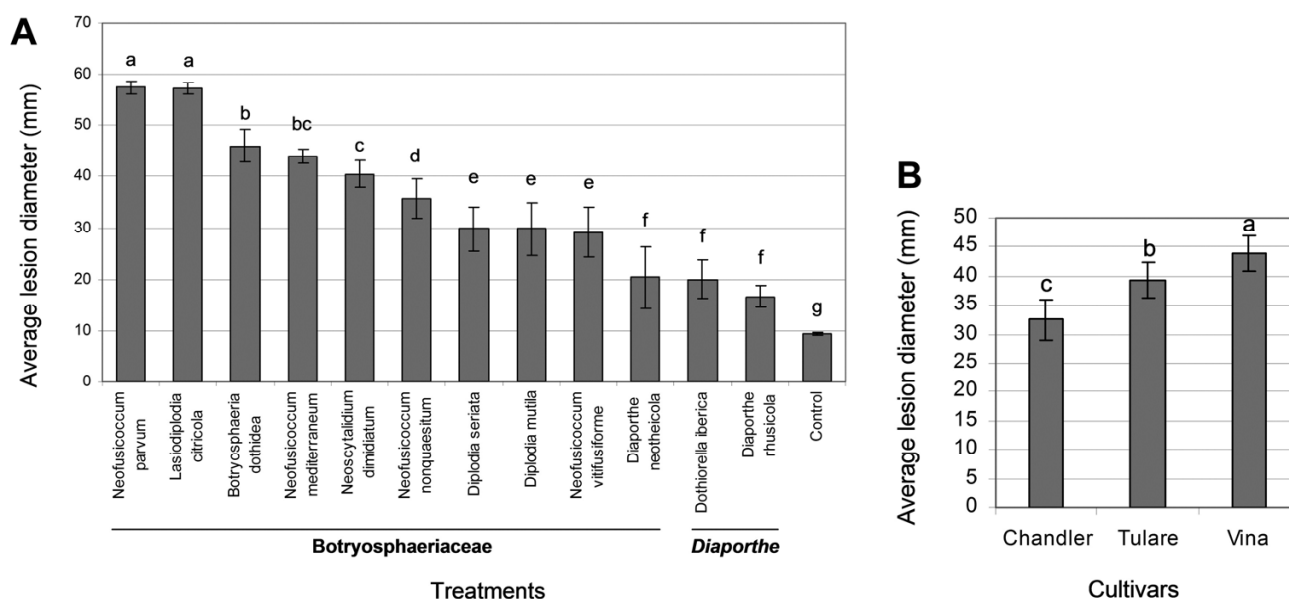 A
Average lesion diameter (mm)
70
60
50
40
30
20
10
0
a
a
b
bc
c
d
e
e
e
f
f
f
g
Neofusicoccum
parvum
Lasiodiplodia
citricola
Botryosphaeria
dothidea
Neofusicoccum
mediterraneum
Neoscytalidium
dimidiatum
Neofusicoccum
nonquaesitum
Diplodia seriata
Diplodia mutila
Neofusicoccum
vitifusiforme
Diaporthe
neotheicola
Dothiorella iberica
Diaporthe
rhusicola
Control
Botryosphaeriaceae
Diaporthe
Treatments
B
Average lesion diameter (mm)
50
45
40
35
30
25
20
15
10
5
0
c
b
a
Chandler
Tulare
Vina
Cultivars